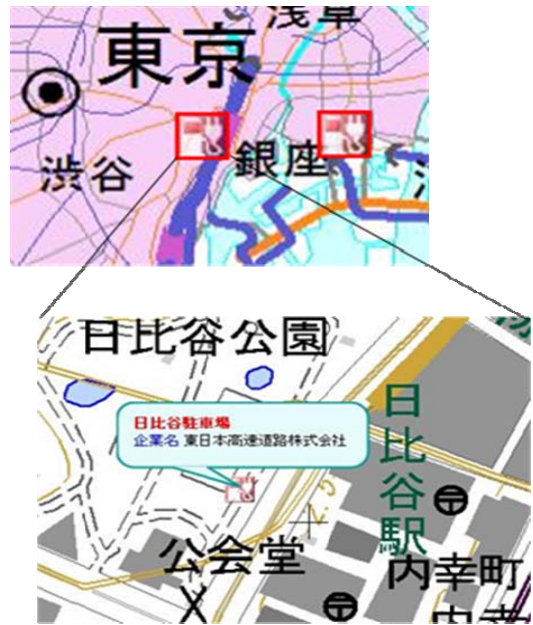 浅草
東京
渋谷
銀座
日比谷公園
日比谷駐車場
企業名 東日本高速道路株式会社
日比谷駅
公会堂
内幸町